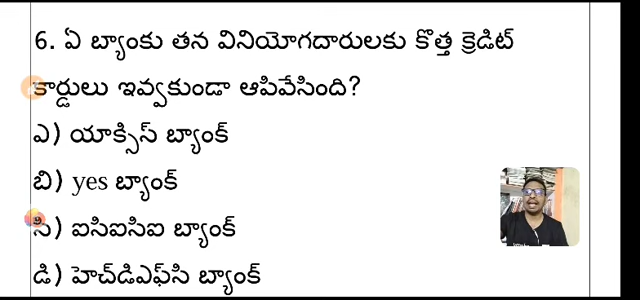 6. ఏ బ్యాంకు తన వినియోగదారులకు కొత్త క్రెడిట్
కార్డులు ఇవ్వకుండా ఆపివేసింది?
ఎ) యాక్సిస్ బ్యాంక్
బి) yes బ్యాంక్
సి) ఐసిఐసిఐ బ్యాంక్
డి) హెచ్‌డిఎఫ్‌సి బ్యాంక్